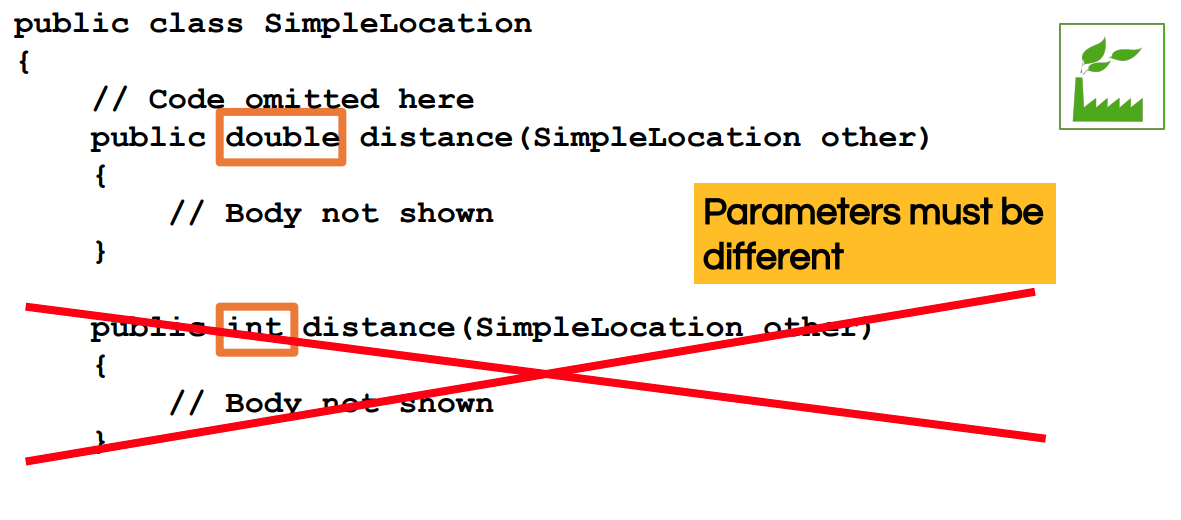 public class SimpleLocation
{
// Code omitted here
public double distance(SimpleLocation other)
{
// Body not shown
}
Parameters must be
different
public int distance(SimpleLocation other)
{
// Body not shown
}